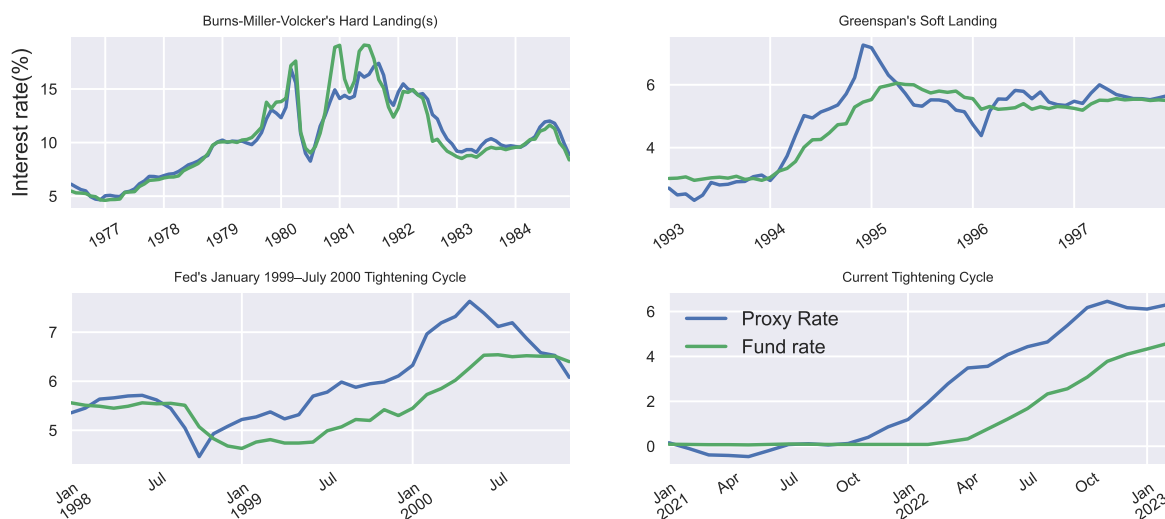 Burns-Miller-Volcker's Hard Landing(s)
Greenspan's Soft Landing
Interest rate(%)
15
10
5
1977 1978 1979 1980 1981 1982 1983 1984
6
4
1993 1994 1995 1996 1997
Fed's January 1999–July 2000 Tightening Cycle
Current Tightening Cycle
7
6
5
Jan 1998 Jul Jan 1999 Jul Jan 2000 Jul
Proxy Rate
Fund rate
6
4
2
0
Jan 2021 Apr Jul Oct Jan 2022 Apr Jul Oct Jan 2023